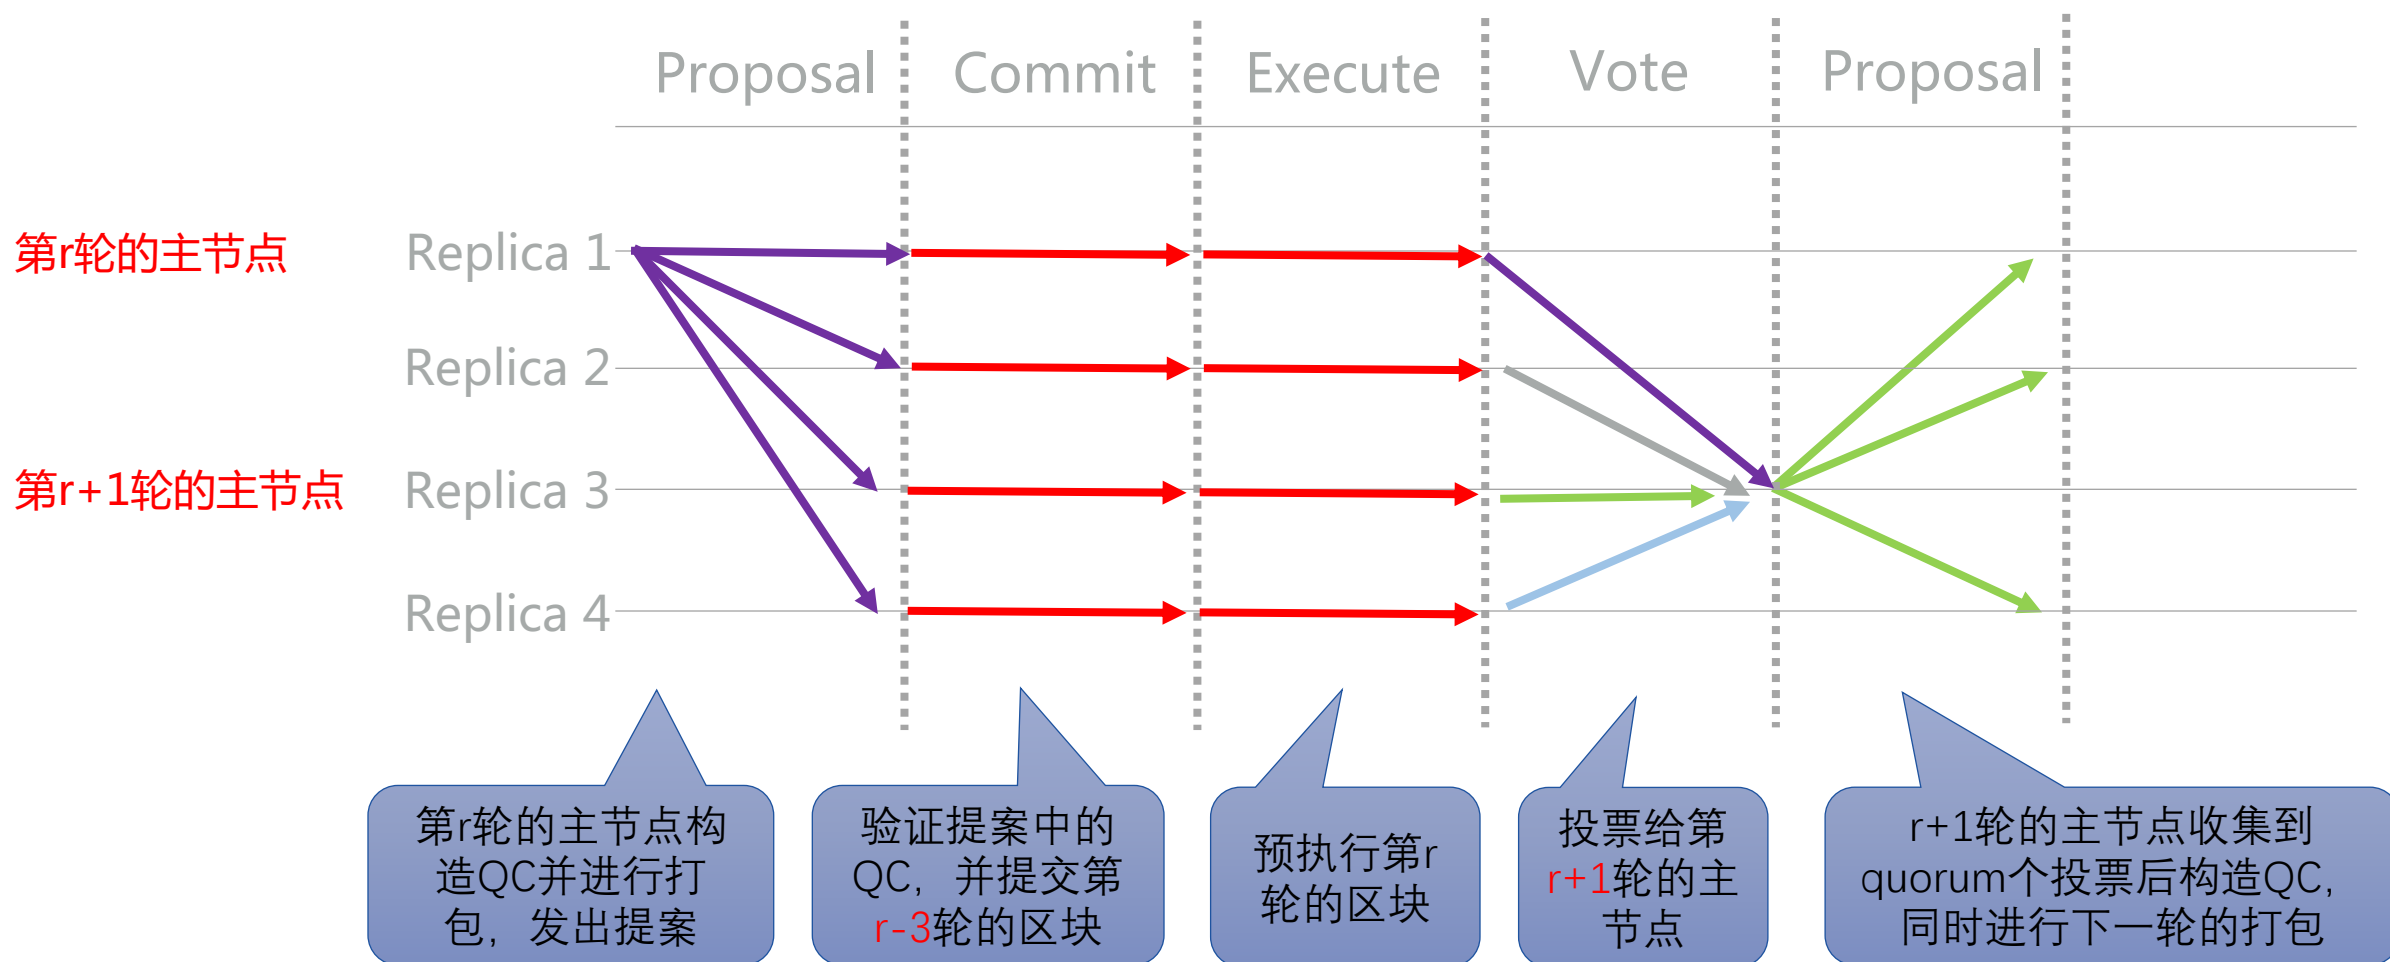 Proposal
Commit
Execute
Vote
Proposal
第r轮的主节点
Replica 1
Replica 2
第r+1轮的主节点
Replica 3
Replica 4
第r轮的主节点构
造QC并进行打
包，发出提案
验证提案中的
QC，并提交第
r-3轮的区块
预执行第r
轮的区块
投票给第
r+1轮的主
节点
r+1轮的主节点收集到
quorum个投票后构造QC，
同时进行下一轮的打包